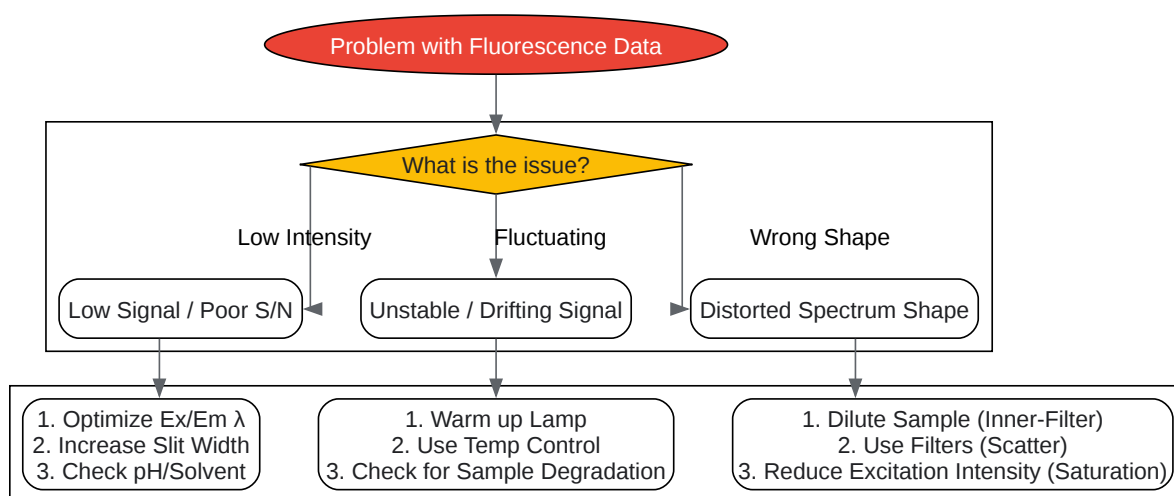 Problem with Fluorescence Data
What is the issue?
Low Intensity
Fluctuating
Wrong Shape
Low Signal / Poor S/N
Unstable / Drifting Signal
Distorted Spectrum Shape
1. Optimize Ex/Em λ
2. Increase Slit Width
3. Check pH/Solvent
1. Warm up Lamp
2. Use Temp Control
3. Check for Sample Degradation
1. Dilute Sample (Inner-Filter)
2. Use Filters (Scatter)
3. Reduce Excitation Intensity (Saturation)